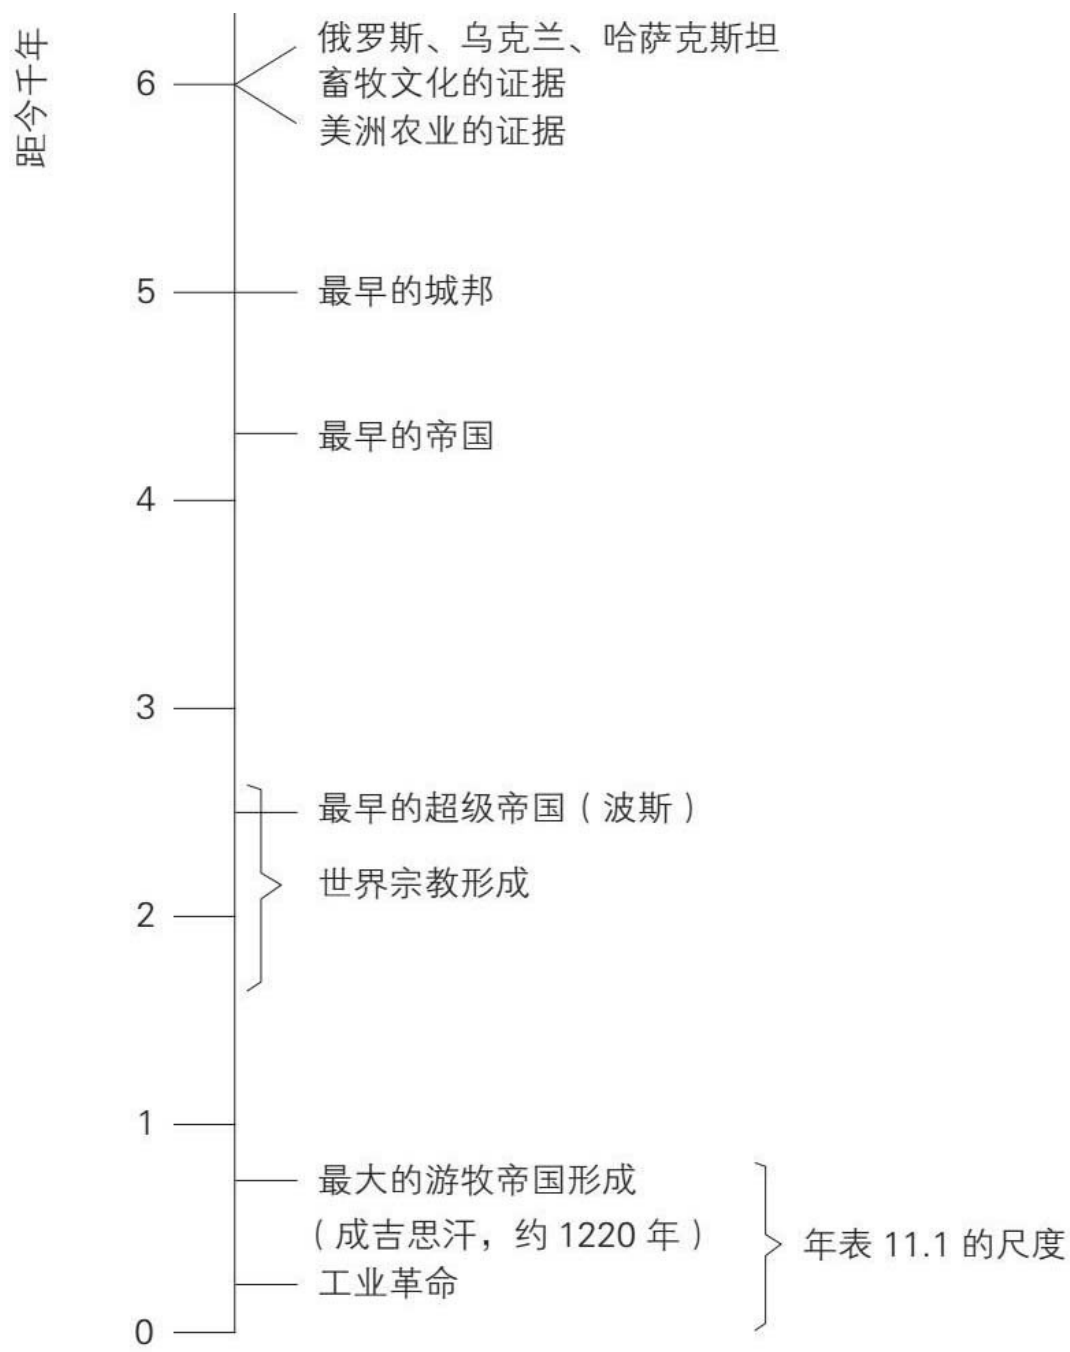 距今千年
俄罗斯、乌克兰、哈萨克斯坦
6
畜牧文化的证据
美洲农业的证据
5
最早的城邦
最早的帝国
4
3
最早的超级帝国（波斯）
世界宗教形成
2
1
最大的游牧帝国形成
（成吉思汗，约 1220 年）
年表 11.1 的尺度
工业革命
0